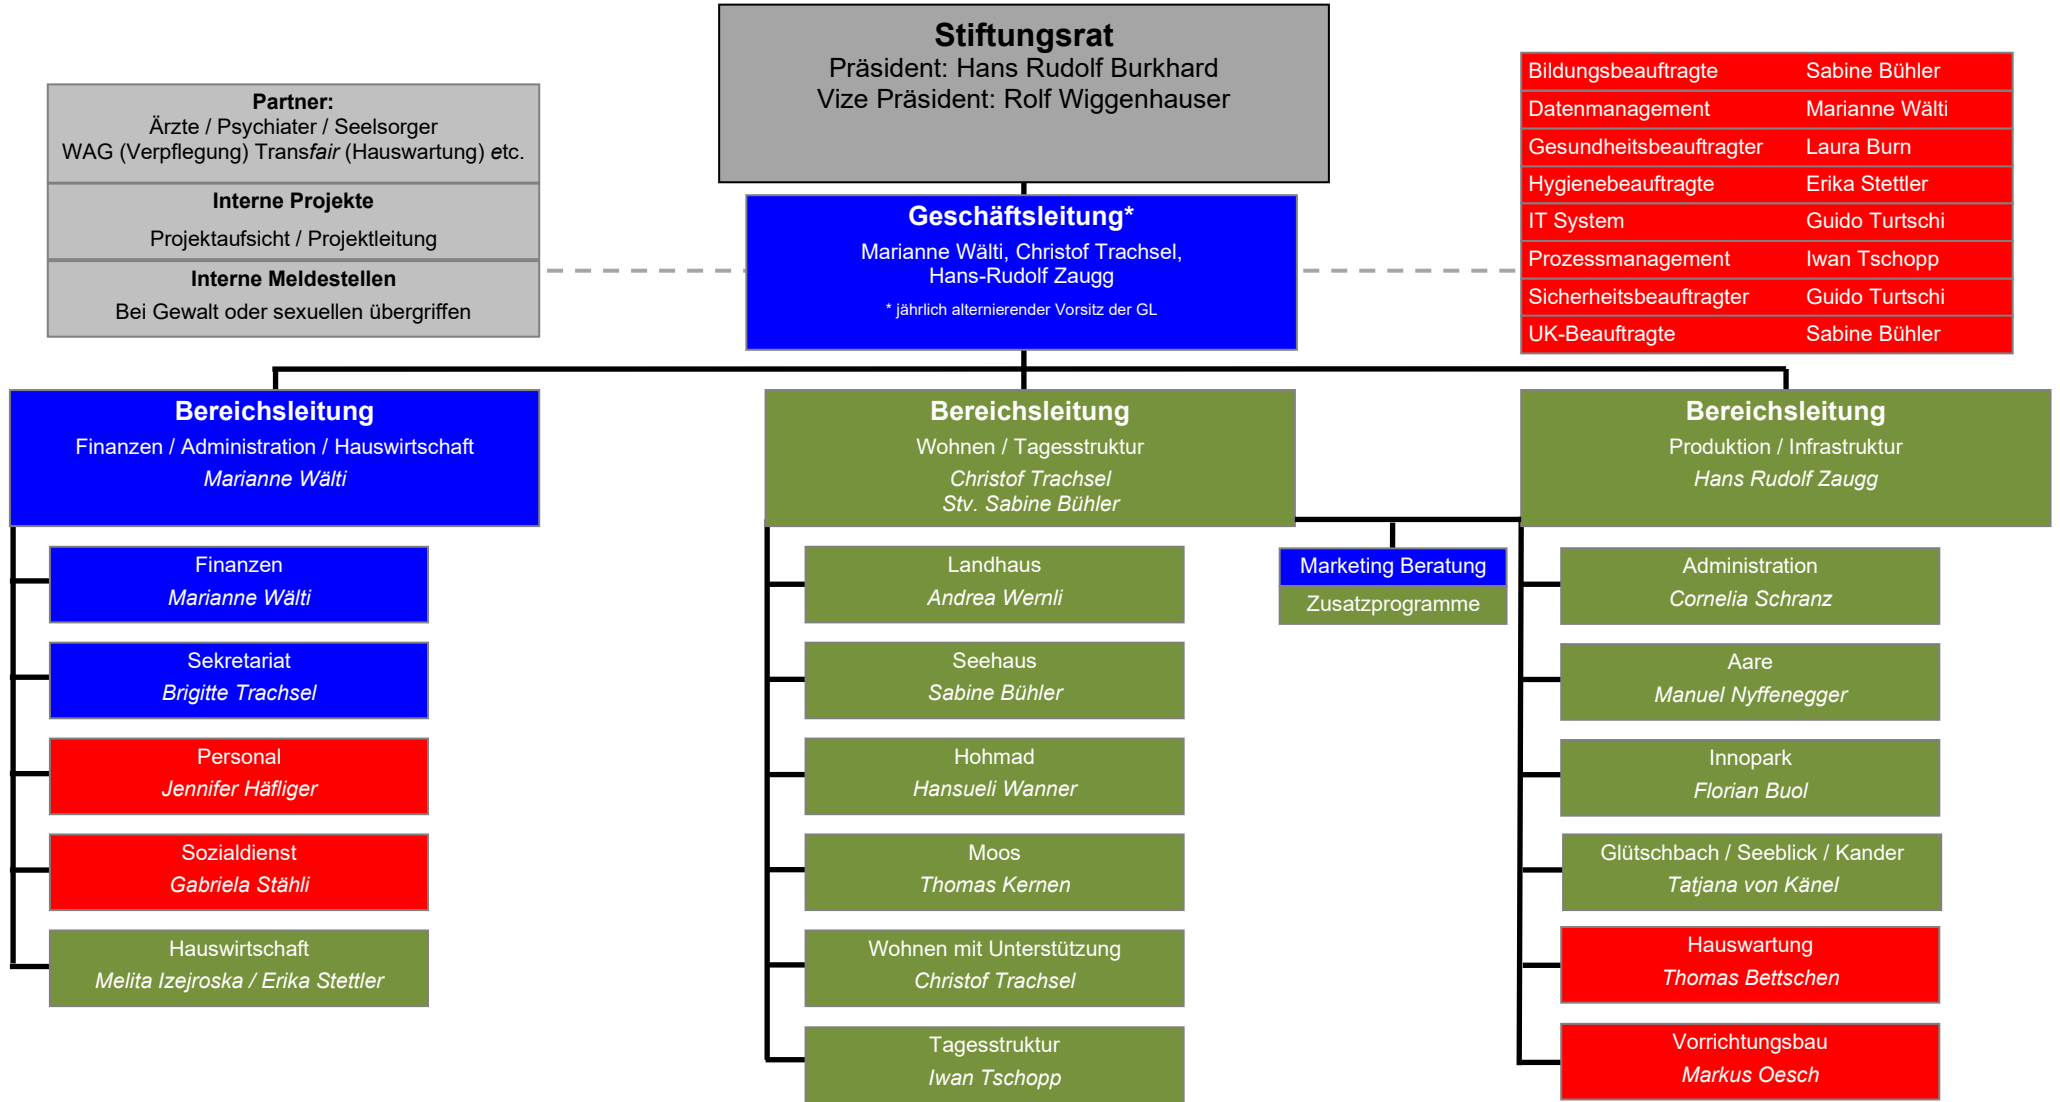 Stiftungsrat
Präsident: Hans Rudolf Burkhard
Vize Präsident: Rolf Wiggenhauser
Partner:
Ärzte / Psychiater / Seelsorger
WAG (Verpflegung) Transfair (Hauswartung) etc.
Interne Projekte
Projektaufsicht / Projektleitung
Interne Meldestellen
Bei Gewalt oder sexuellen übergriffen
Geschäftsleitung*
Marianne Wälti, Christof Trachsel,
Hans-Rudolf Zaugg
* jährlich alternierender Vorsitz der GL
Bildungsbeauftragte Sabine Bühler
Datenmanagement Marianne Wälti
Gesundheitsbeauftragter Laura Burn
Hygienebeauftragte Erika Stettler
IT System Guido Turtschi
Prozessmanagement Iwan Tschopp
Sicherheitsbeauftragter Guido Turtschi
UK-Beauftragte Sabine Bühler
Bereichsleitung
Finanzen / Administration / Hauswirtschaft
Marianne Wälti
Finanzen
Marianne Wälti
Sekretariat
Brigitte Trachsel
Personal
Jennifer Häfliger
Sozialdienst
Gabriela Stähli
Hauswirtschaft
Melita Izejroska / Erika Stettler
Bereichsleitung
Wohnen / Tagesstruktur
Christof Trachsel
Stv. Sabine Bühler
Landhaus
Andrea Wernli
Seehaus
Sabine Bühler
Hohmad
Hansueli Wanner
Moos
Thomas Kernen
Wohnen mit Unterstützung
Christof Trachsel
Tagesstruktur
Iwan Tschopp
Marketing Beratung
Zusatzprogramme
Bereichsleitung
Produktion / Infrastruktur
Hans Rudolf Zaugg
Administration
Cornelia Schranz
Aare
Manuel Nyffenegger
Innopark
Florian Buol
Glütschbach / Seeblick / Kander
Tatjana von Känel
Hauswartung
Thomas Bettschen
Vorrichtungsbau
Markus Oesch